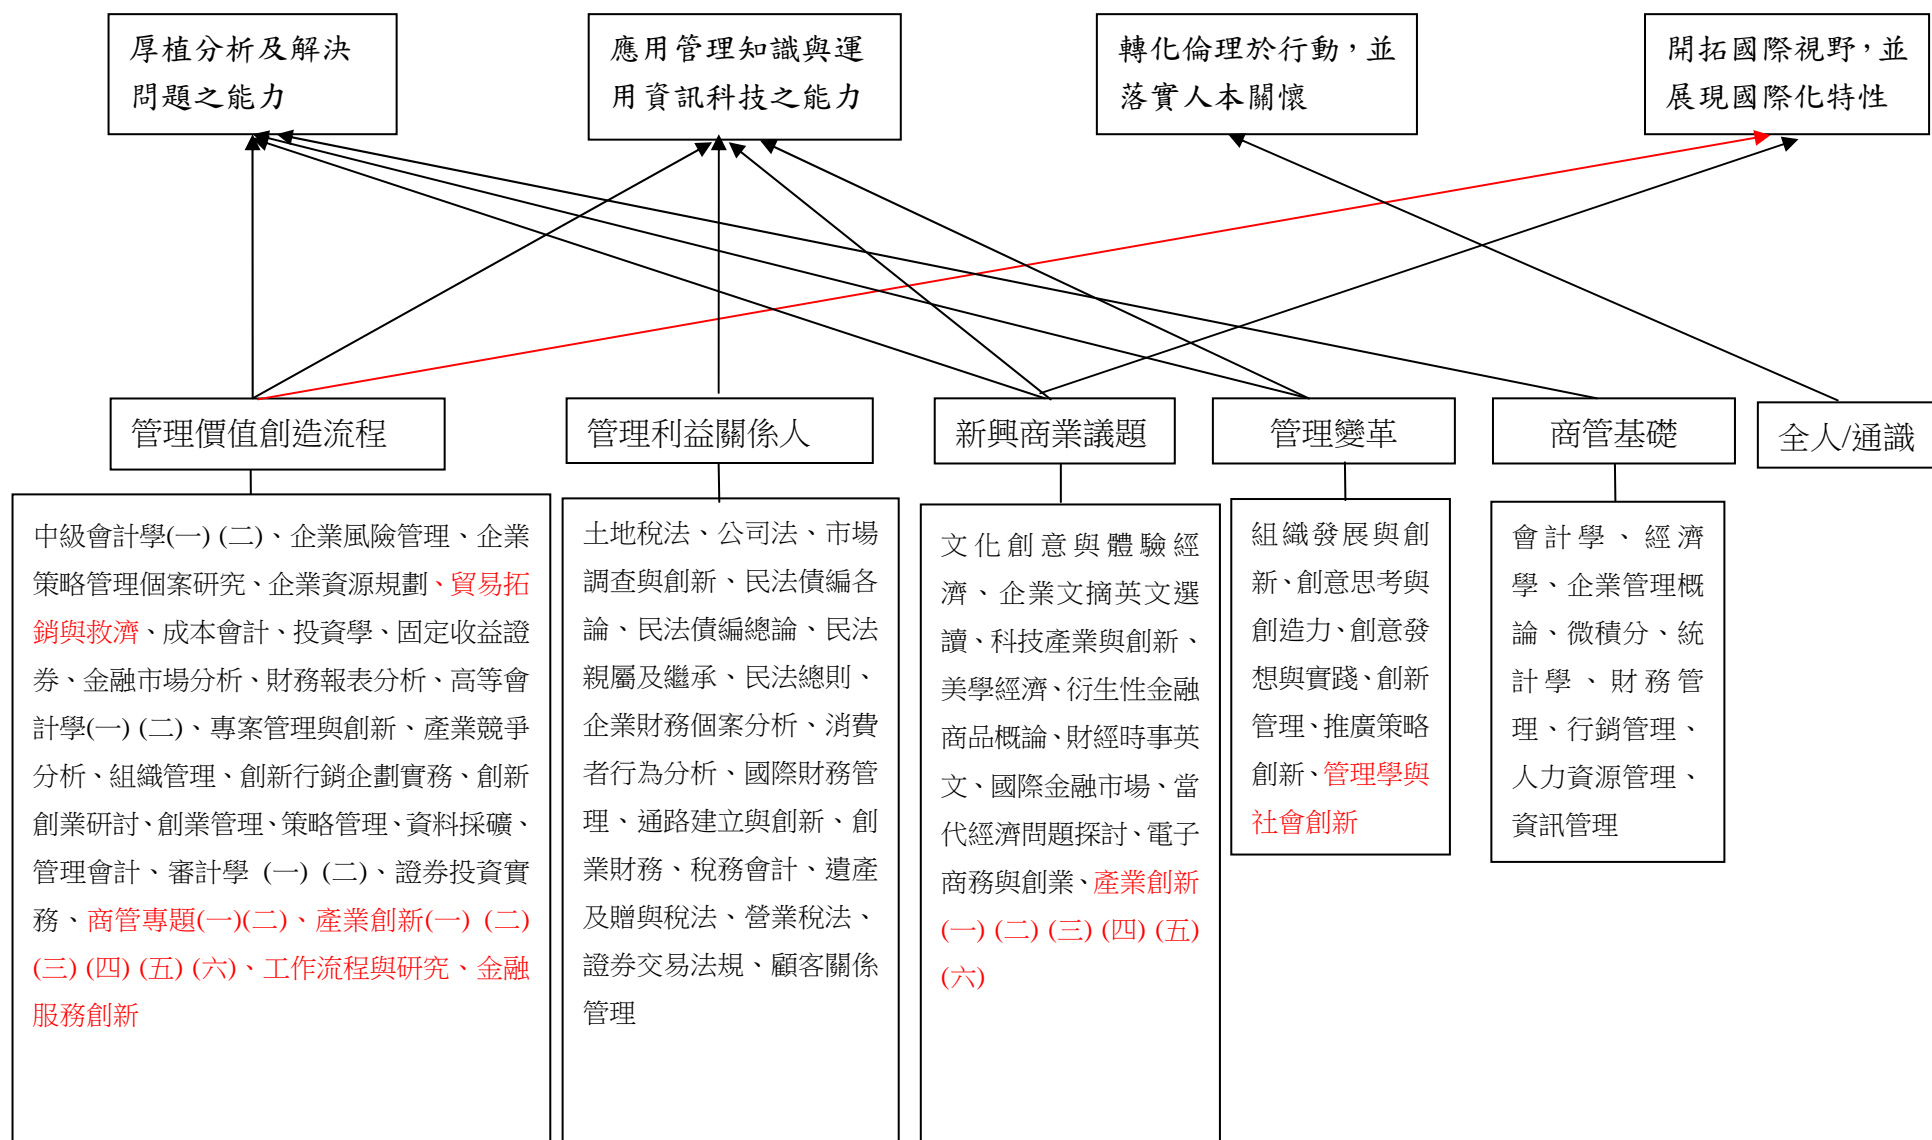 厚植分析及解決
問題之能力
應用管理知識與運
用資訊科技之能力
轉化倫理於行動，並
落實人本關懷
開拓國際視野，並
展現國際化特性
管理價值創造流程
管理利益關係人
新興商業議題
管理變革
商管基礎
全人/通識
中級會計學(一) (二)、企業風險管理、企業
策略管理個案研究、企業資源規劃、貿易拓
銷與救濟、成本會計、投資學、固定收益證
券、金融市場分析、財務報表分析、高等會
計學(一) (二)、專案管理與創新、產業競爭
分析、組織管理、創新行銷企劃實務、創新
創業研討、創業管理、策略管理、資料採礦、
管理會計、審計學 (一) (二)、證券投資實
務、商管專題(一)(二)、產業創新(一) (二)
(三) (四) (五) (六)、工作流程與研究、金融
服務創新
土地稅法、公司法、市場
調查與創新、民法債編各
論、民法債編總論、民法
親屬及繼承、民法總則、
企業財務個案分析、消費
者行為分析、國際財務管
理、通路建立與創新、創
業財務、稅務會計、遺產
及贈與稅法、營業稅法、
證券交易法規、顧客關係
管理
文化創意與體驗經
濟、企業文摘英文選
讀、科技產業與創新、
美學經濟、衍生性金融
商品概論、財經時事英
文、國際金融市場、當
代經濟問題探討、電子
商務與創業、產業創新
(一) (二) (三) (四) (五)
(六)
組織發展與創
新、創意思考與
創造力、創意發
想與實踐、創新
管理、推廣策略
創新、管理學與
社會創新
會計學、經濟
學、企業管理概
論、微積分、統
計學、財務管
理、行銷管理、
人力資源管理、
資訊管理